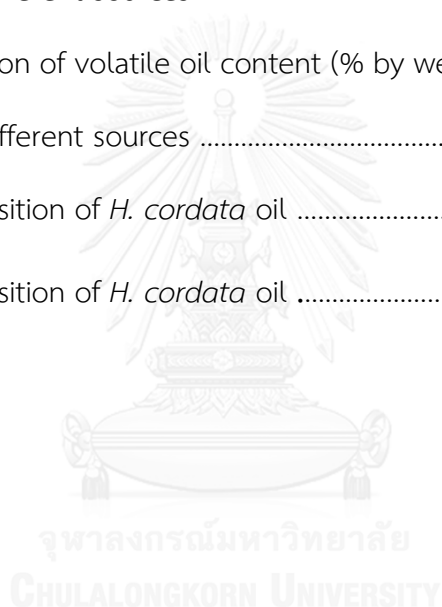 on of volatile oil content (% by we
fferent sources ........................................
sition of H. cordata oil ........................
sition of H. cordata oil .......................
จุฬาลงกรณ์มหาวิทยาลัย
CHULALONGKORN UNIVERSITY